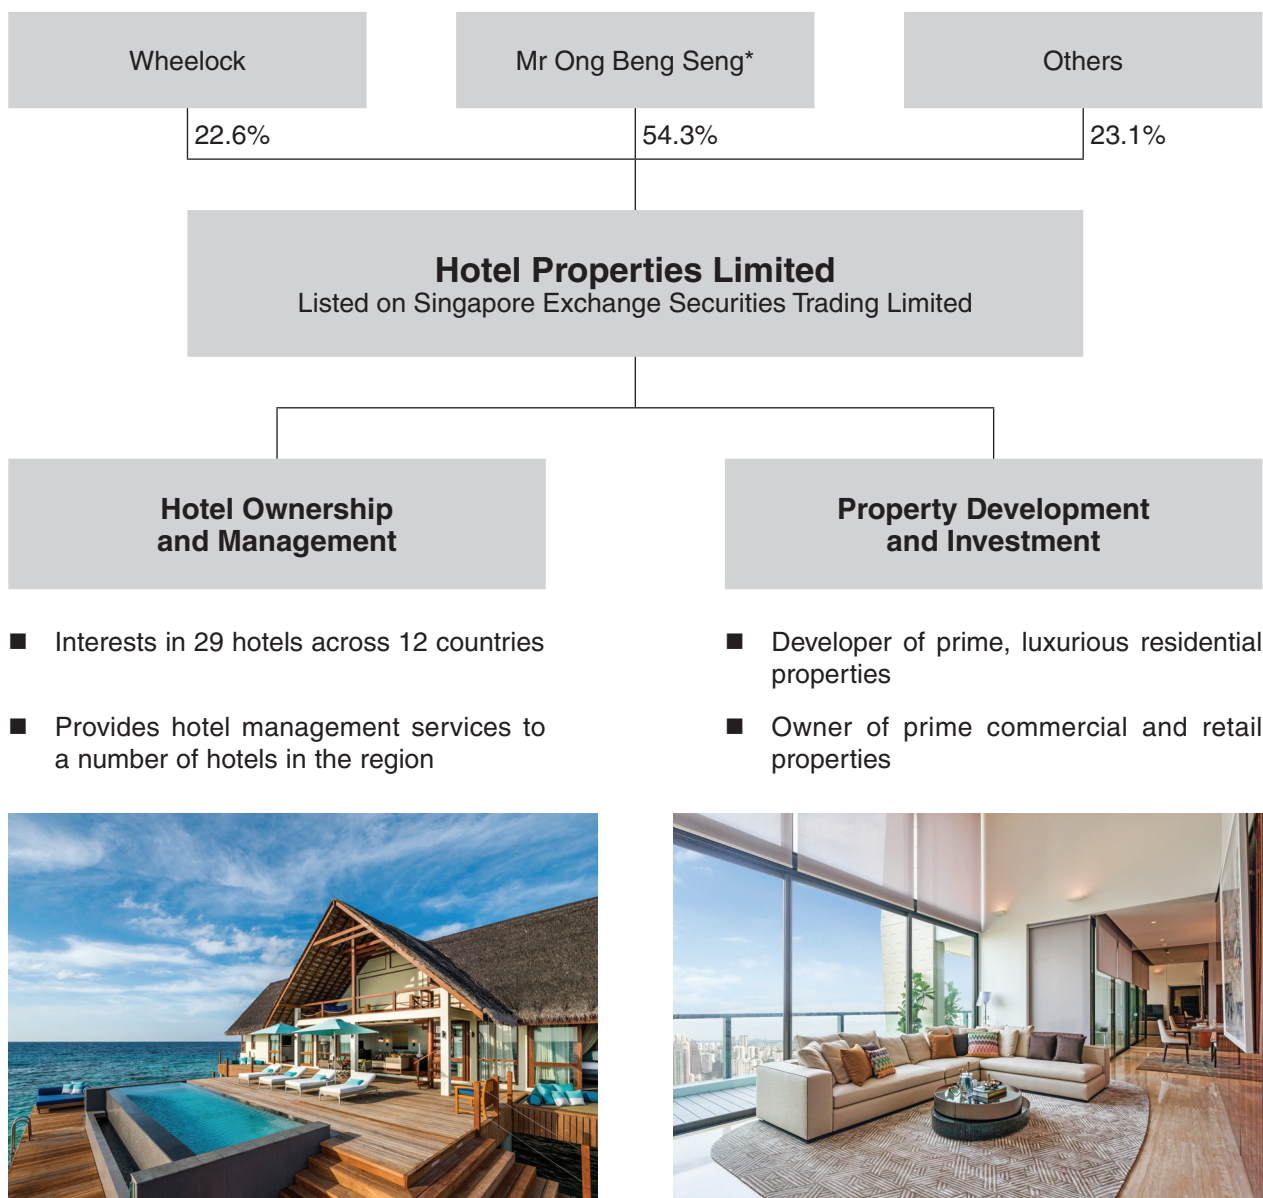 Wheelock
Mr Ong Beng Seng*
Others
22.6%
54.3%
23.1%
Hotel Properties Limited
Listed on Singapore Exchange Securities Trading Limited
Hotel Ownership
and Management
Property Development
and Investment
■ Interests in 29 hotels across 12 countries
■ Provides hotel management services to
a number of hotels in the region
■ Developer of prime, luxurious residential
properties
■ Owner of prime commercial and retail
properties